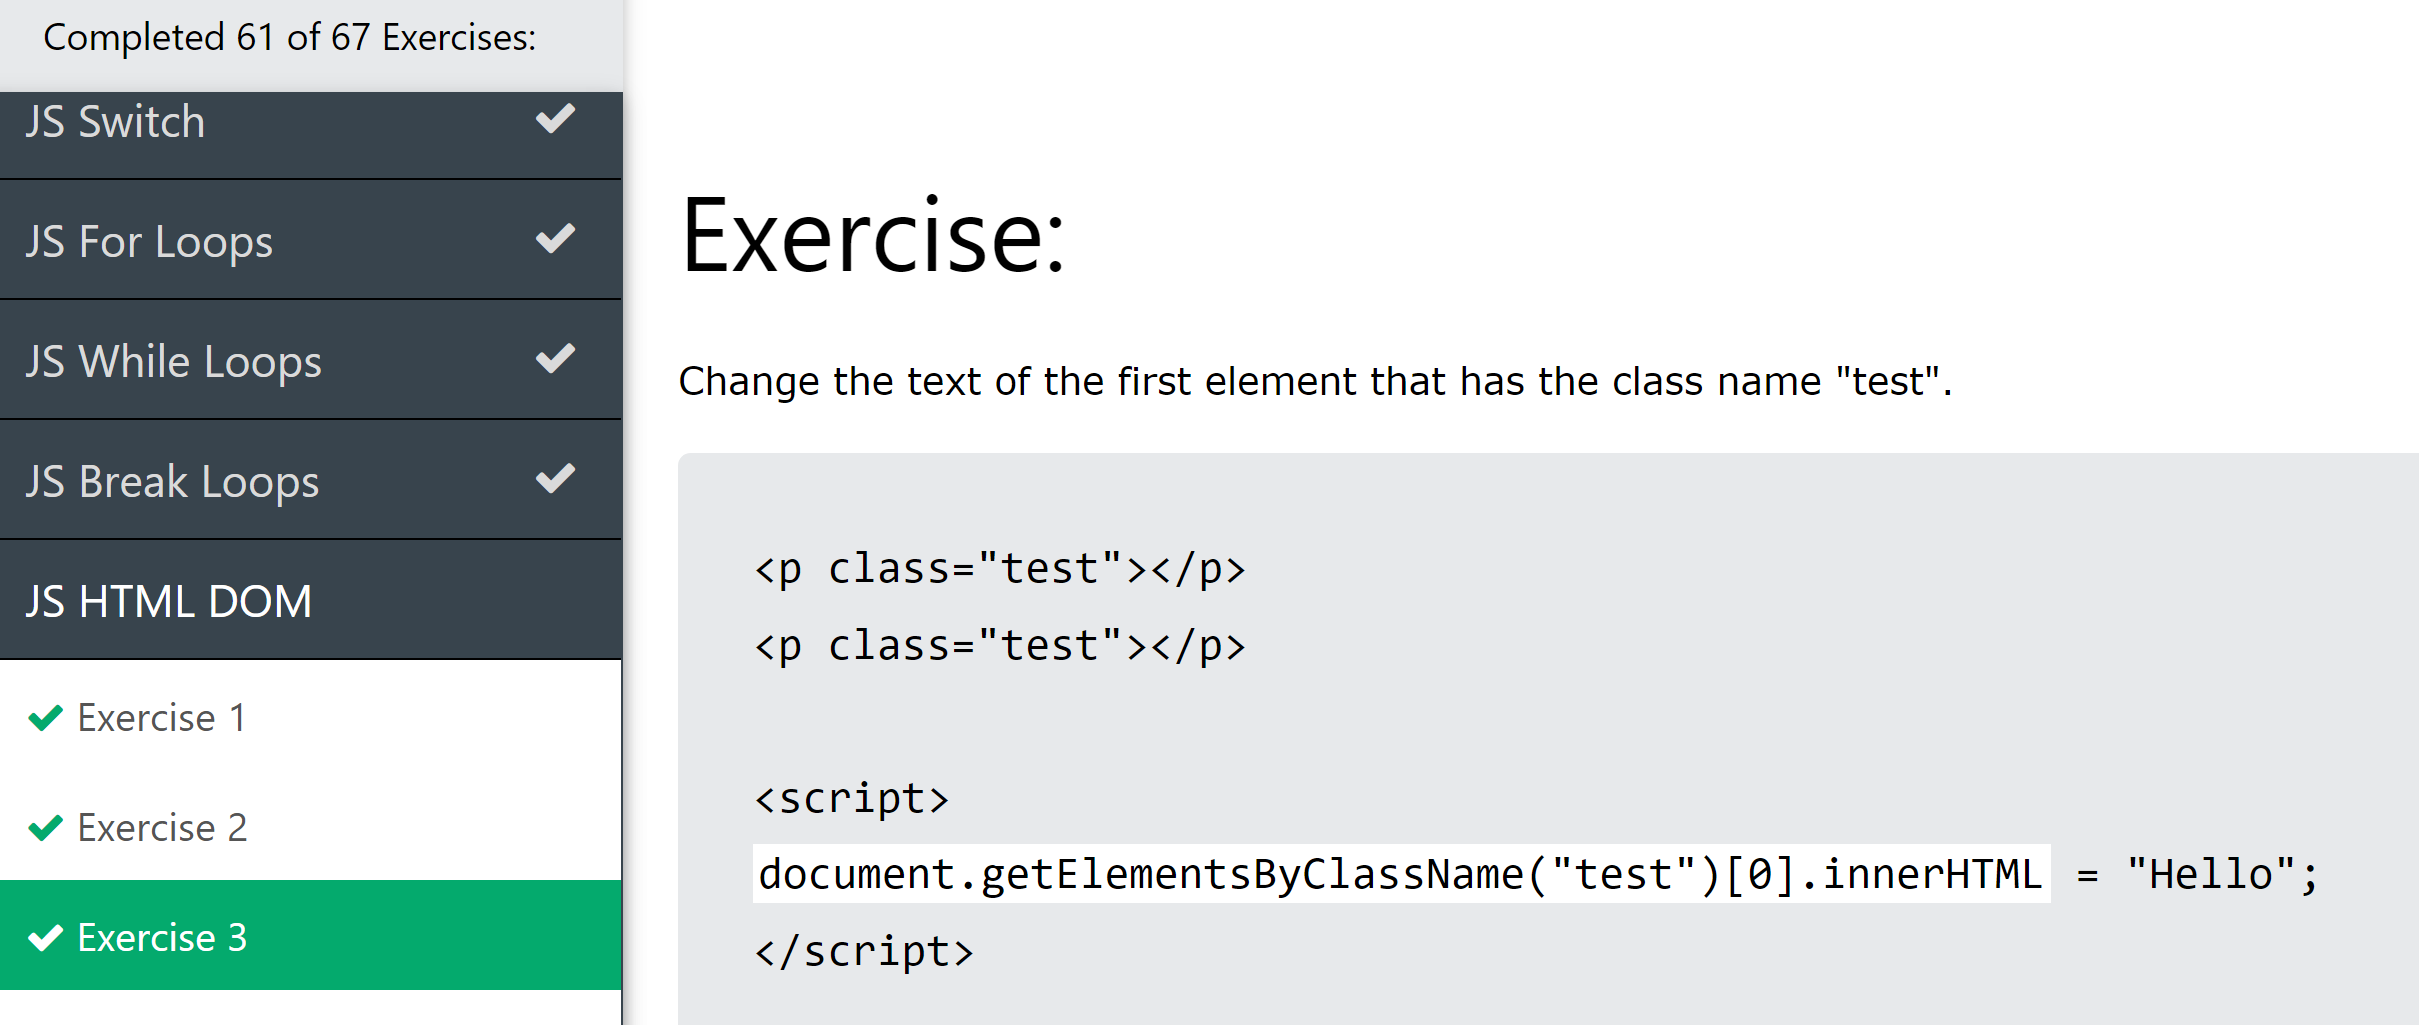 Completed 61 of 67 Exercises:
JS Switch
JS For Loops
JS While Loops
JS Break Loops
JS HTML DOM
Exercise 1
Exercise 2
Exercise 3
Exercise:
Change the text of the first element that has the class name "test".
<p class="test"></p>
<p class="test"></p>
<script>
document.getElementsByClassName("test")[0].innerHTML = "Hello";
</script>